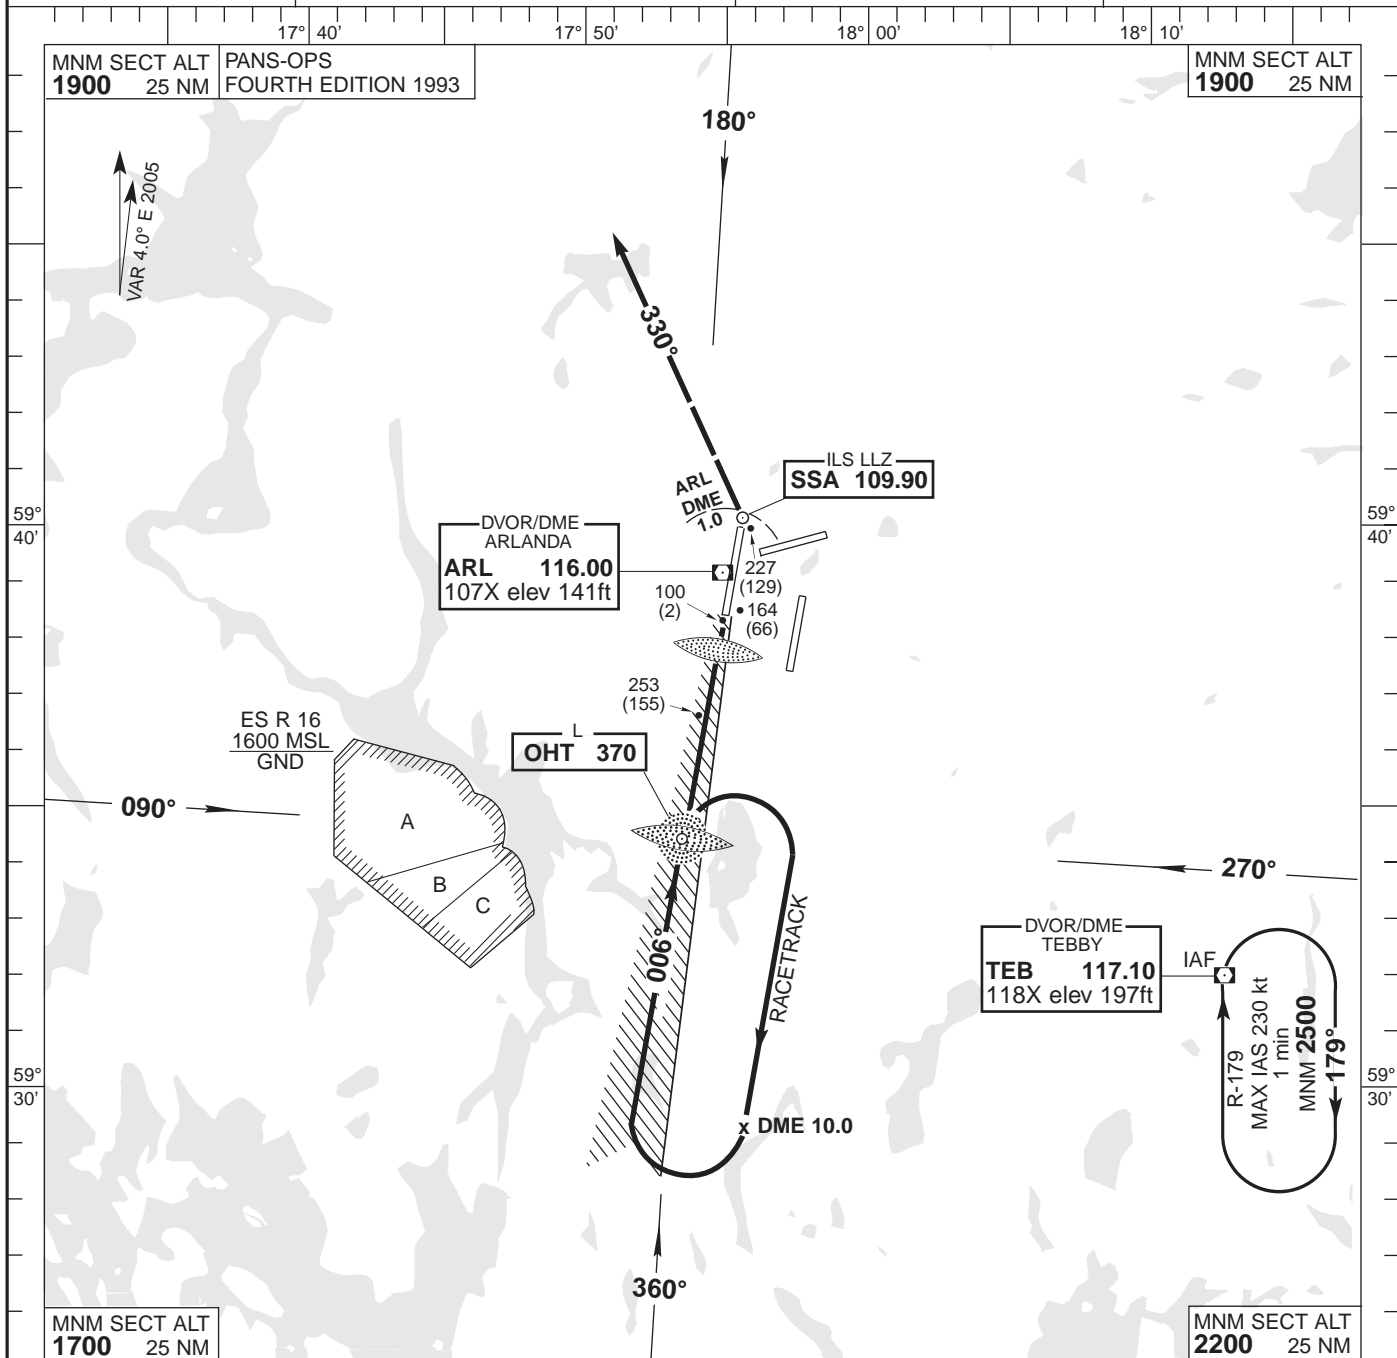 17° 40'
17° 50'
18° 00'
18° 10'
MNM SECT ALT
1900 25 NM
PANS-OPS
FOURTH EDITION 1993
MNM SECT ALT
1900 25 NM
180°
VAR 4.0° E 2005
330°
ILS LLZ
SSA 109.90
ARL
DME
1.0
59°
40'
59°
40'
DVOR/DME
ARLANDA
ARL 116.00
107X elev 141ft
227
(129)
100
(2)
164
(66)
253
(155)
ES R 16
1600 MSL
GND
L
OHT 370
090°
A
B
C
270°
006°
RACETRACK
DVOR/DME
TEBBY
TEB 117.10
118X elev 197ft
IAF
R-179
MAX IAS 230 kt
1 min
MNM 2500
179°
59°
30'
59°
30'
x DME 10.0
360°
MNM SECT ALT
1700 25 NM
MNM SECT ALT
2200 25 NM